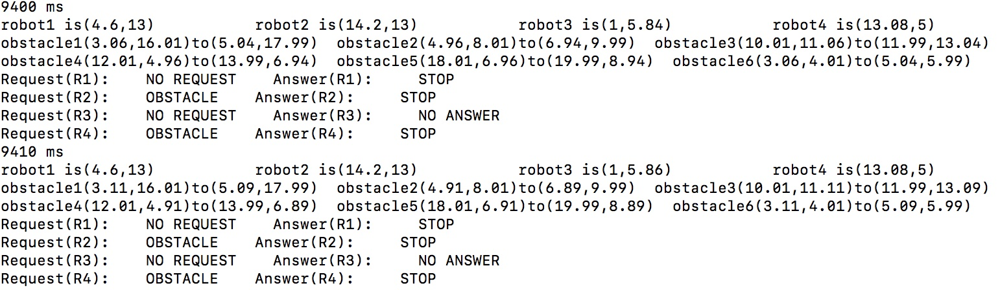 9400 ms
robot1 is(4.6,13) robot2 is(14.2,13) robot3 is(1,5.84) robot4 is(13.08,5)
obstacle1(3.06,16.01)to(5.04,17.99) obstacle2(4.96,8.01)to(6.94,9.99) obstacle3(10.01,11.06)to(11.99,13.04)
obstacle4(12.01,4.96)to(13.99,6.94) obstacle5(18.01,6.96)to(19.99,8.94) obstacle6(3.06,4.01)to(5.04,5.99)
Request(R1): NO REQUEST Answer(R1): STOP
Request(R2): OBSTACLE Answer(R2): STOP
Request(R3): NO REQUEST Answer(R3): NO ANSWER
Request(R4): OBSTACLE Answer(R4): STOP
9410 ms
robot1 is(4.6,13) robot2 is(14.2,13) robot3 is(1,5.86) robot4 is(13.08,5)
obstacle1(3.11,16.01)to(5.09,17.99) obstacle2(4.91,8.01)to(6.89,9.99) obstacle3(10.01,11.11)to(11.99,13.09)
obstacle4(12.01,4.91)to(13.99,6.89) obstacle5(18.01,6.91)to(19.99,8.89) obstacle6(3.11,4.01)to(5.09,5.99)
Request(R1): NO REQUEST Answer(R1): STOP
Request(R2): OBSTACLE Answer(R2): STOP
Request(R3): NO REQUEST Answer(R3): NO ANSWER
Request(R4): OBSTACLE Answer(R4): STOP